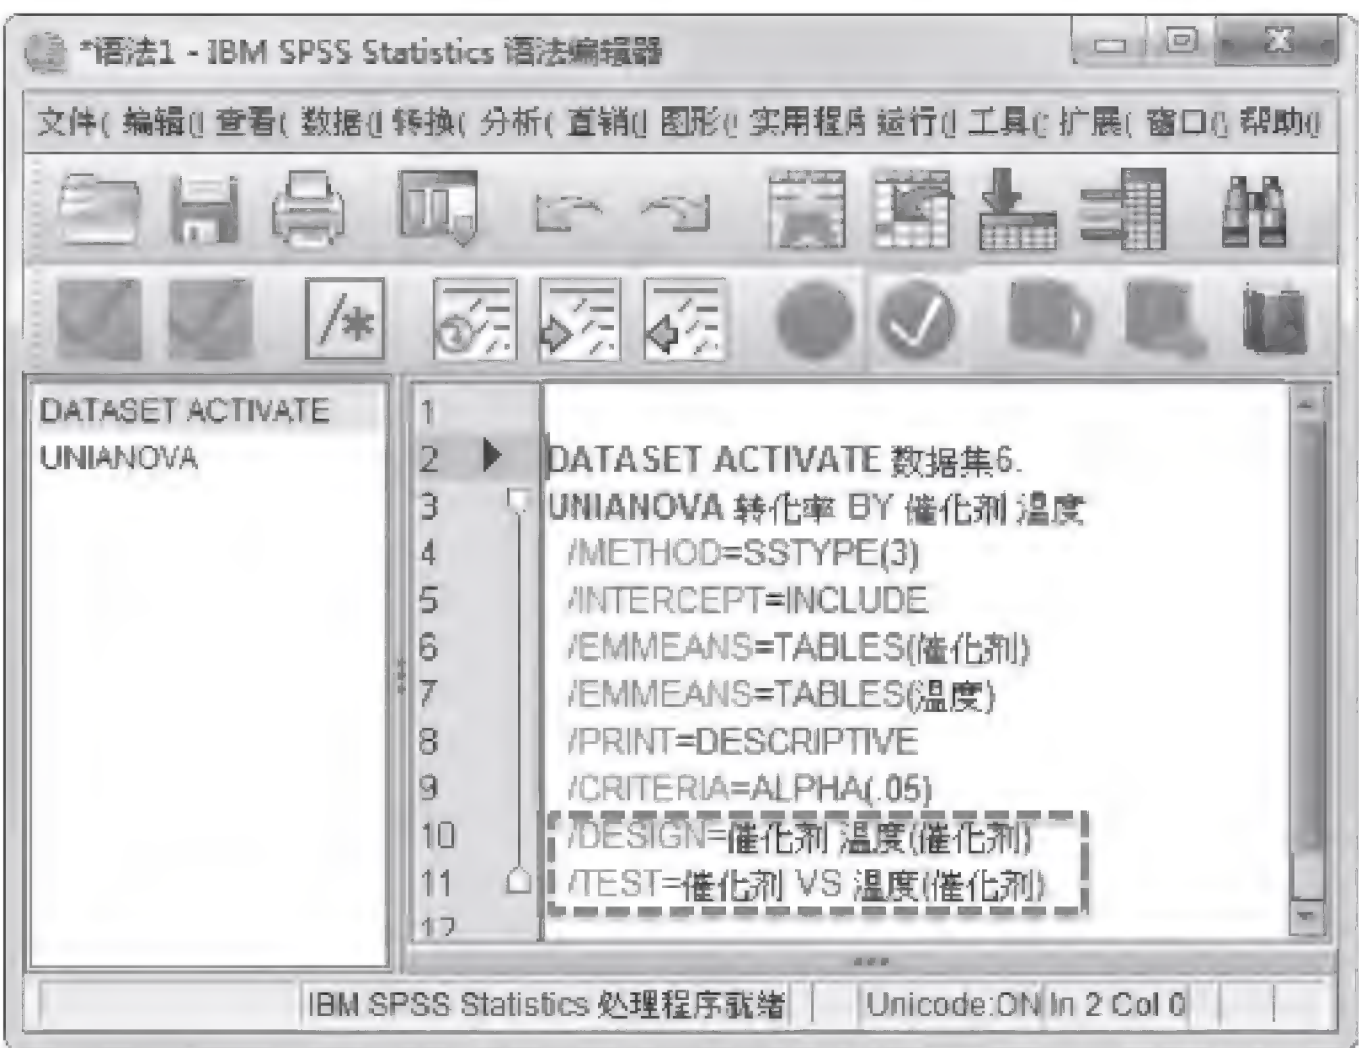 *语法1 - IBM SPSS Statistics 语法编辑器
文件( 编辑( 查看( 数据( 转换( 分析( 直销( 图形( 实用程序 运行( 工具( 扩展( 窗口( 帮助(
/*
DATASET ACTIVATE
UNIANOVA
1
2 DATASET ACTIVATE 数据集6.
3 UNIANOVA 转化率 BY 催化剂 温度
4 /METHOD=SSTYPE(3)
5 /INTERCEPT=INCLUDE
6 /EMMEANS=TABLES(催化剂)
7 /EMMEANS=TABLES(温度)
8 /PRINT=DESCRIPTIVE
9 /CRITERIA=ALPHA(.05)
10 /DESIGN=催化剂 温度(催化剂)
11 /TEST=催化剂 VS 温度(催化剂)
12
IBM SPSS Statistics 处理程序就绪 Unicode:ON In 2 Col 0